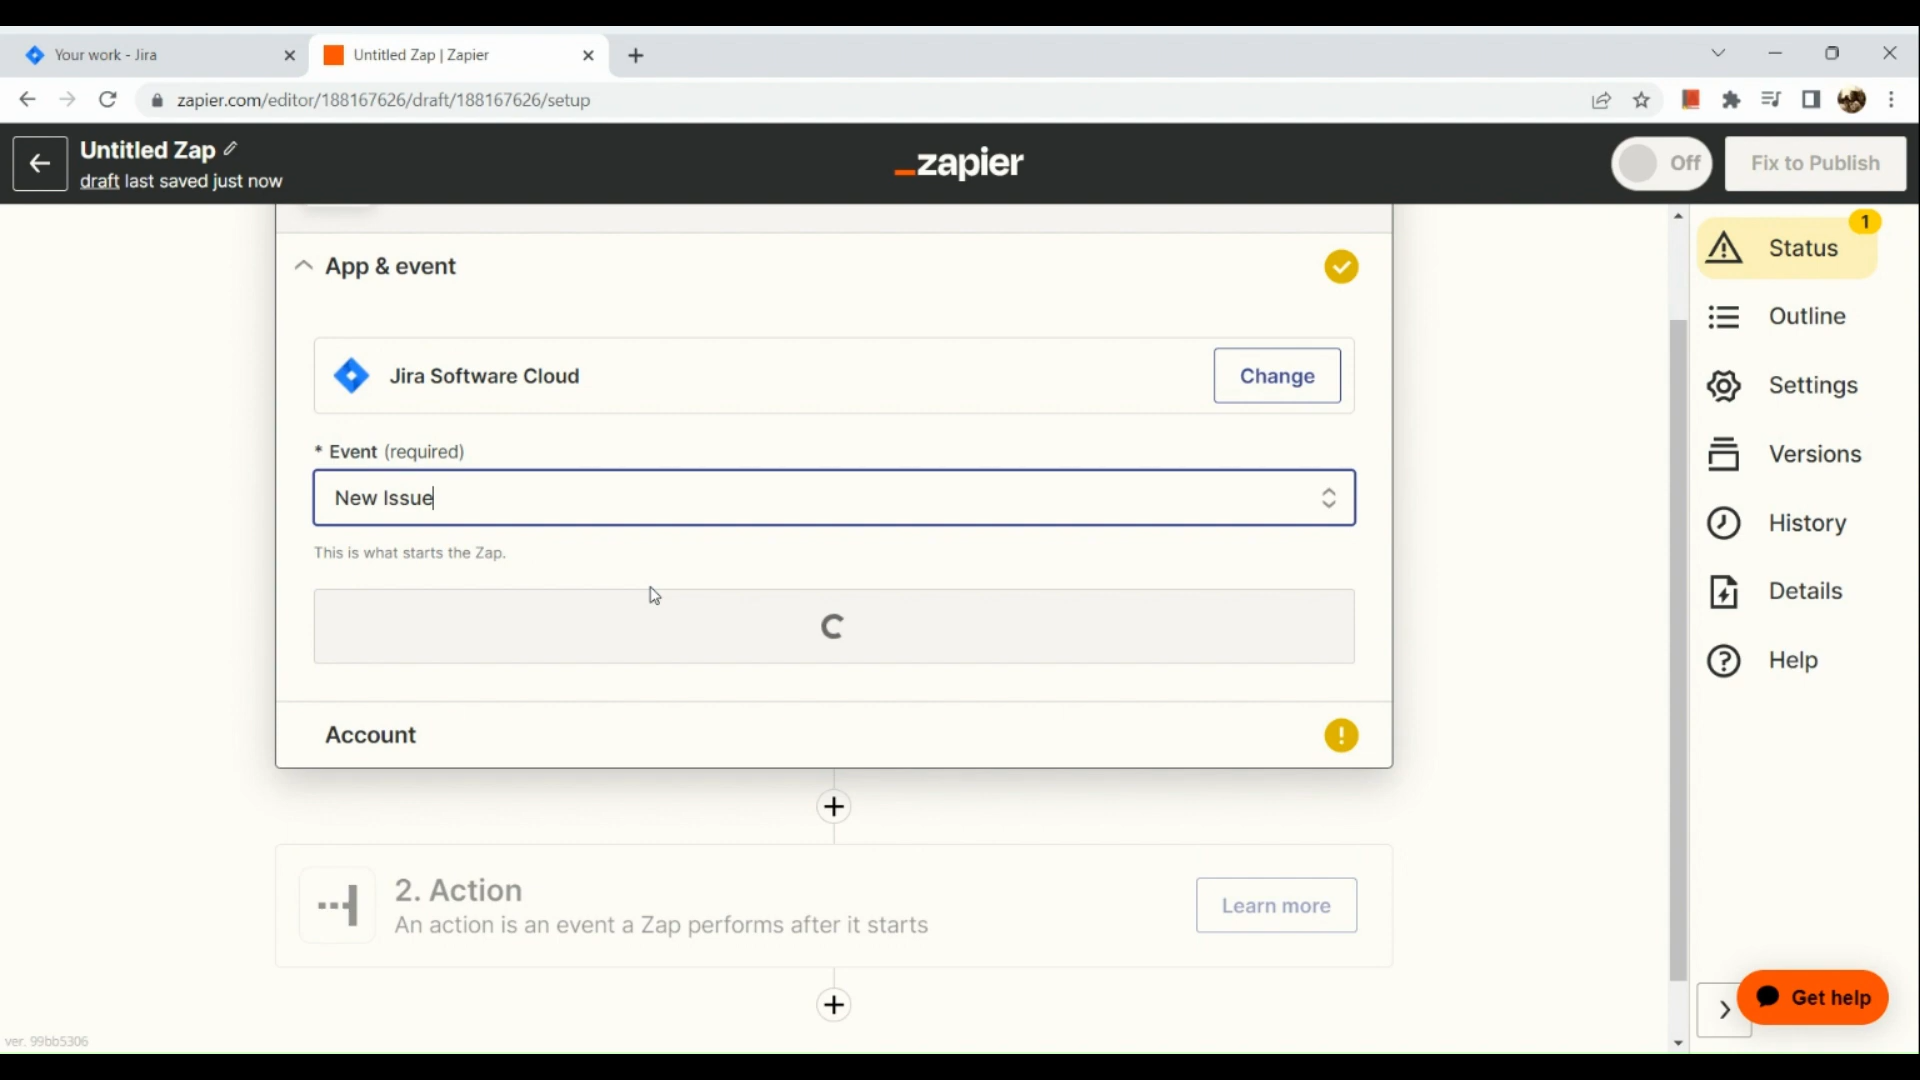 Your work - Jira
Untitled Zap | Zapier
zapier.com/editor/188167626/draft/188167626/setup
Untitled Zap
draft last saved just now
_zapier
Off
Fix to Publish
1
Status
App & event
Outline
Jira Software Cloud
Change
Settings
* Event (required)
Versions
New Issue
History
This is what starts the Zap.
Details
Help
Account
2. Action
An action is an event a Zap performs after it starts
Learn more
Get help
ver. 99bb5306